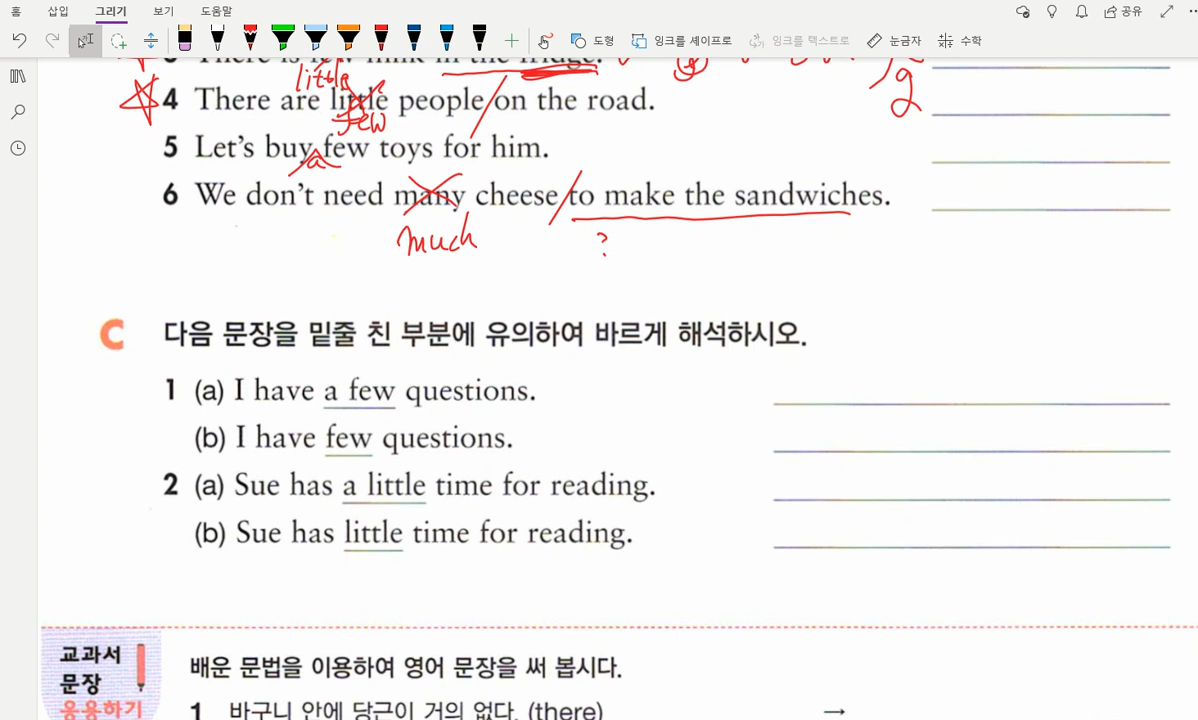 홈 삽입 그리기 보기 도움말 공유
도형 잉크를 셰이프로 잉크를 텍스트로 눈금자 수학
There is few milk in the fridge.
little
4 There are little people on the road.
few
5 Let's buy few toys for him.
a
6 We don't need many cheese to make the sandwiches.
much ?
C 다음 문장을 밑줄 친 부분에 유의하여 바르게 해석하시오.
1 (a) I have a few questions.
(b) I have few questions.
2 (a) Sue has a little time for reading.
(b) Sue has little time for reading.
교과서
문장
응용하기
배운 문법을 이용하여 영어 문장을 써 봅시다.
1 바구니 안에 당근이 거의 없다. (there) →